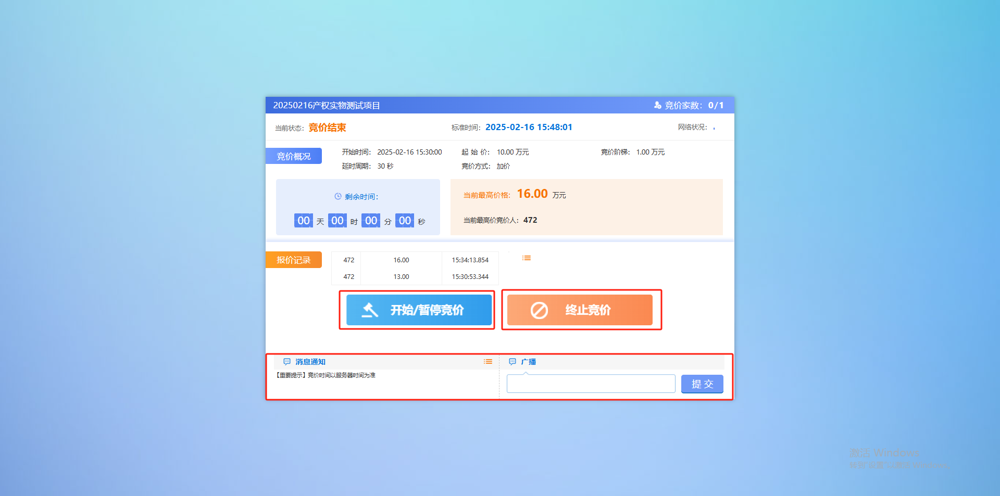 20250216产权实物测试项目 竞价家数：0/1
当前状态：竞价结束 标准时间：2025-02-16 15:48:01 网络状况：
竞价概况 开始时间： 2025-02-16 15:30:00 起 始 价： 10.00 万元 竞价阶梯： 1.00 万元
延时周期： 30 秒 竞价方式： 加价
剩余时间：
00 天 00 时 00 分 00 秒
当前最高价格: 16.00 万元
当前最高价竞价人：472
报价记录
472 16.00 15:34:13.854
472 13.00 15:30:53.344
开始/暂停竞价 终止竞价
消息通知
【重要提示】竞价时间以服务器时间为准
广播
提 交
激活 Windows
转到"设置"以激活 Windows。